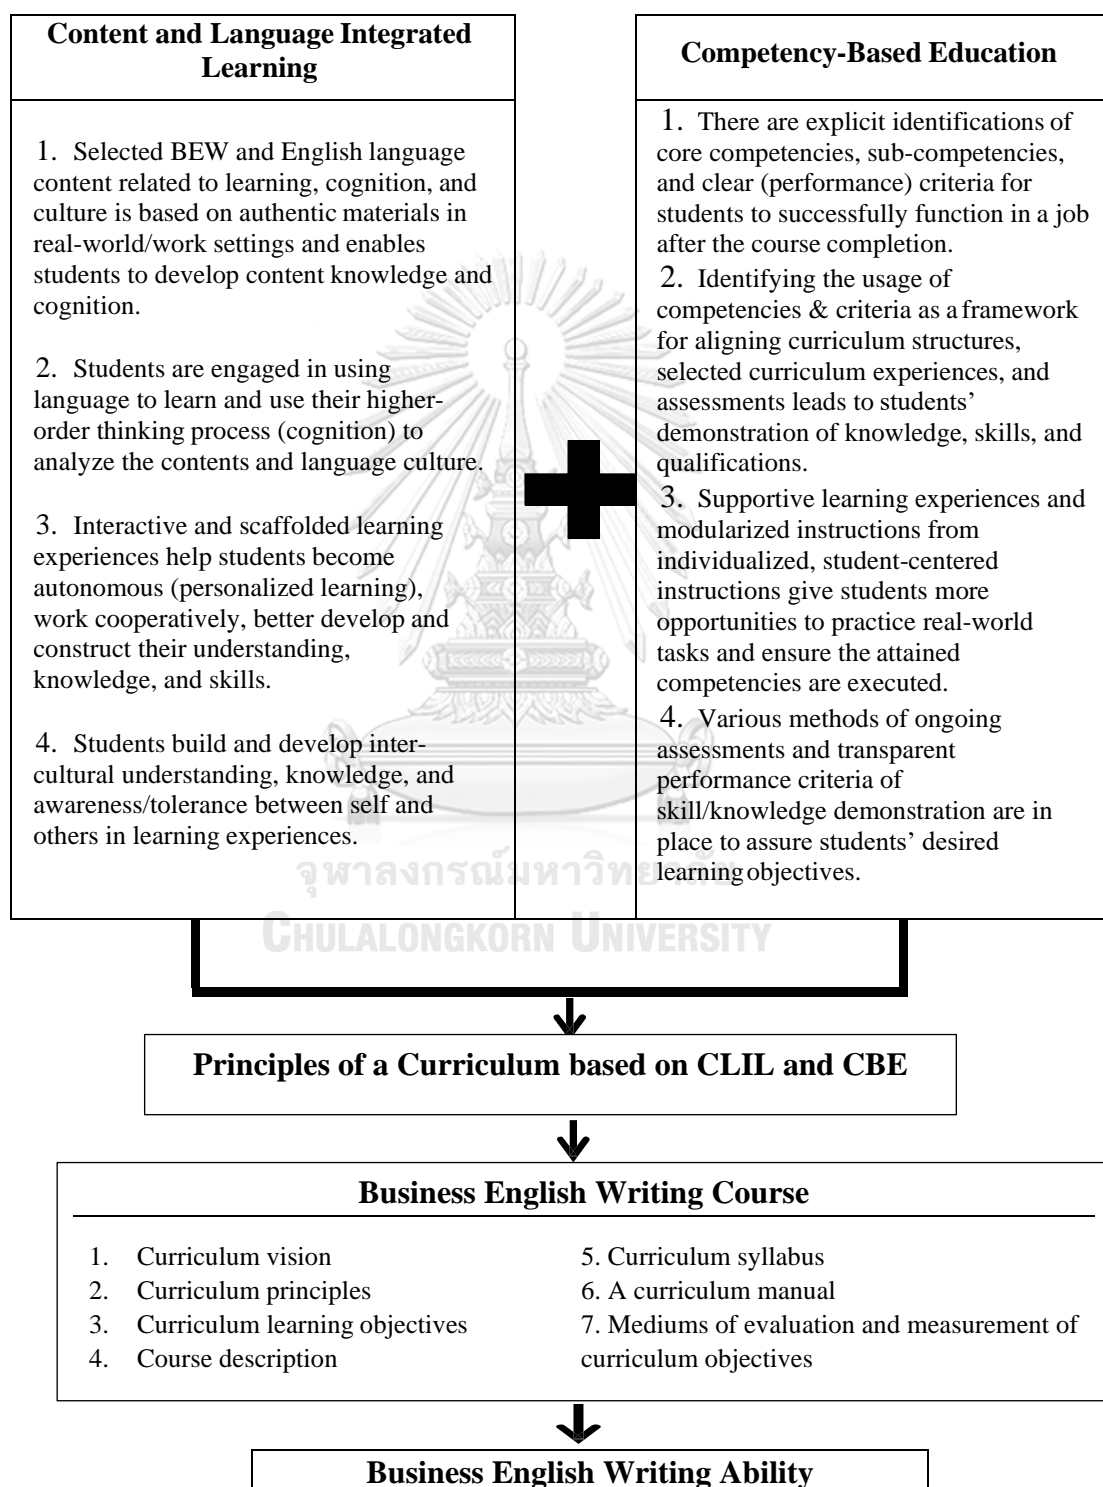 Content and Language Integrated
Learning
1. Selected BEW and English language
content related to learning, cognition, and
culture is based on authentic materials in
real-world/work settings and enables
students to develop content knowledge and
cognition.
2. Students are engaged in using
language to learn and use their higher-
order thinking process (cognition) to
analyze the contents and language culture.
3. Interactive and scaffolded learning
experiences help students become
autonomous (personalized learning),
work cooperatively, better develop and
construct their understanding,
knowledge, and skills.
4. Students build and develop inter-
cultural understanding, knowledge, and
awareness/tolerance between self and
others in learning experiences.
Competency-Based Education
1. There are explicit identifications of
core competencies, sub-competencies,
and clear (performance) criteria for
students to successfully function in a job
after the course completion.
2. Identifying the usage of
competencies & criteria as a framework
for aligning curriculum structures,
selected curriculum experiences, and
assessments leads to students’
demonstration of knowledge, skills, and
qualifications.
3. Supportive learning experiences and
modularized instructions from
individualized, student-centered
instructions give students more
opportunities to practice real-world
tasks and ensure the attained
competencies are executed.
4. Various methods of ongoing
assessments and transparent
performance criteria of
skill/knowledge demonstration are in
place to assure students’ desired
learning objectives.
จุฬาลงกรณ์มหาวิทยาลัย
CHULALONGKORN UNIVERSITY
Principles of a Curriculum based on CLIL and CBE
Business English Writing Course
1. Curriculum vision
2. Curriculum principles
3. Curriculum learning objectives
4. Course description
5. Curriculum syllabus
6. A curriculum manual
7. Mediums of evaluation and measurement of
curriculum objectives
Business English Writing Ability